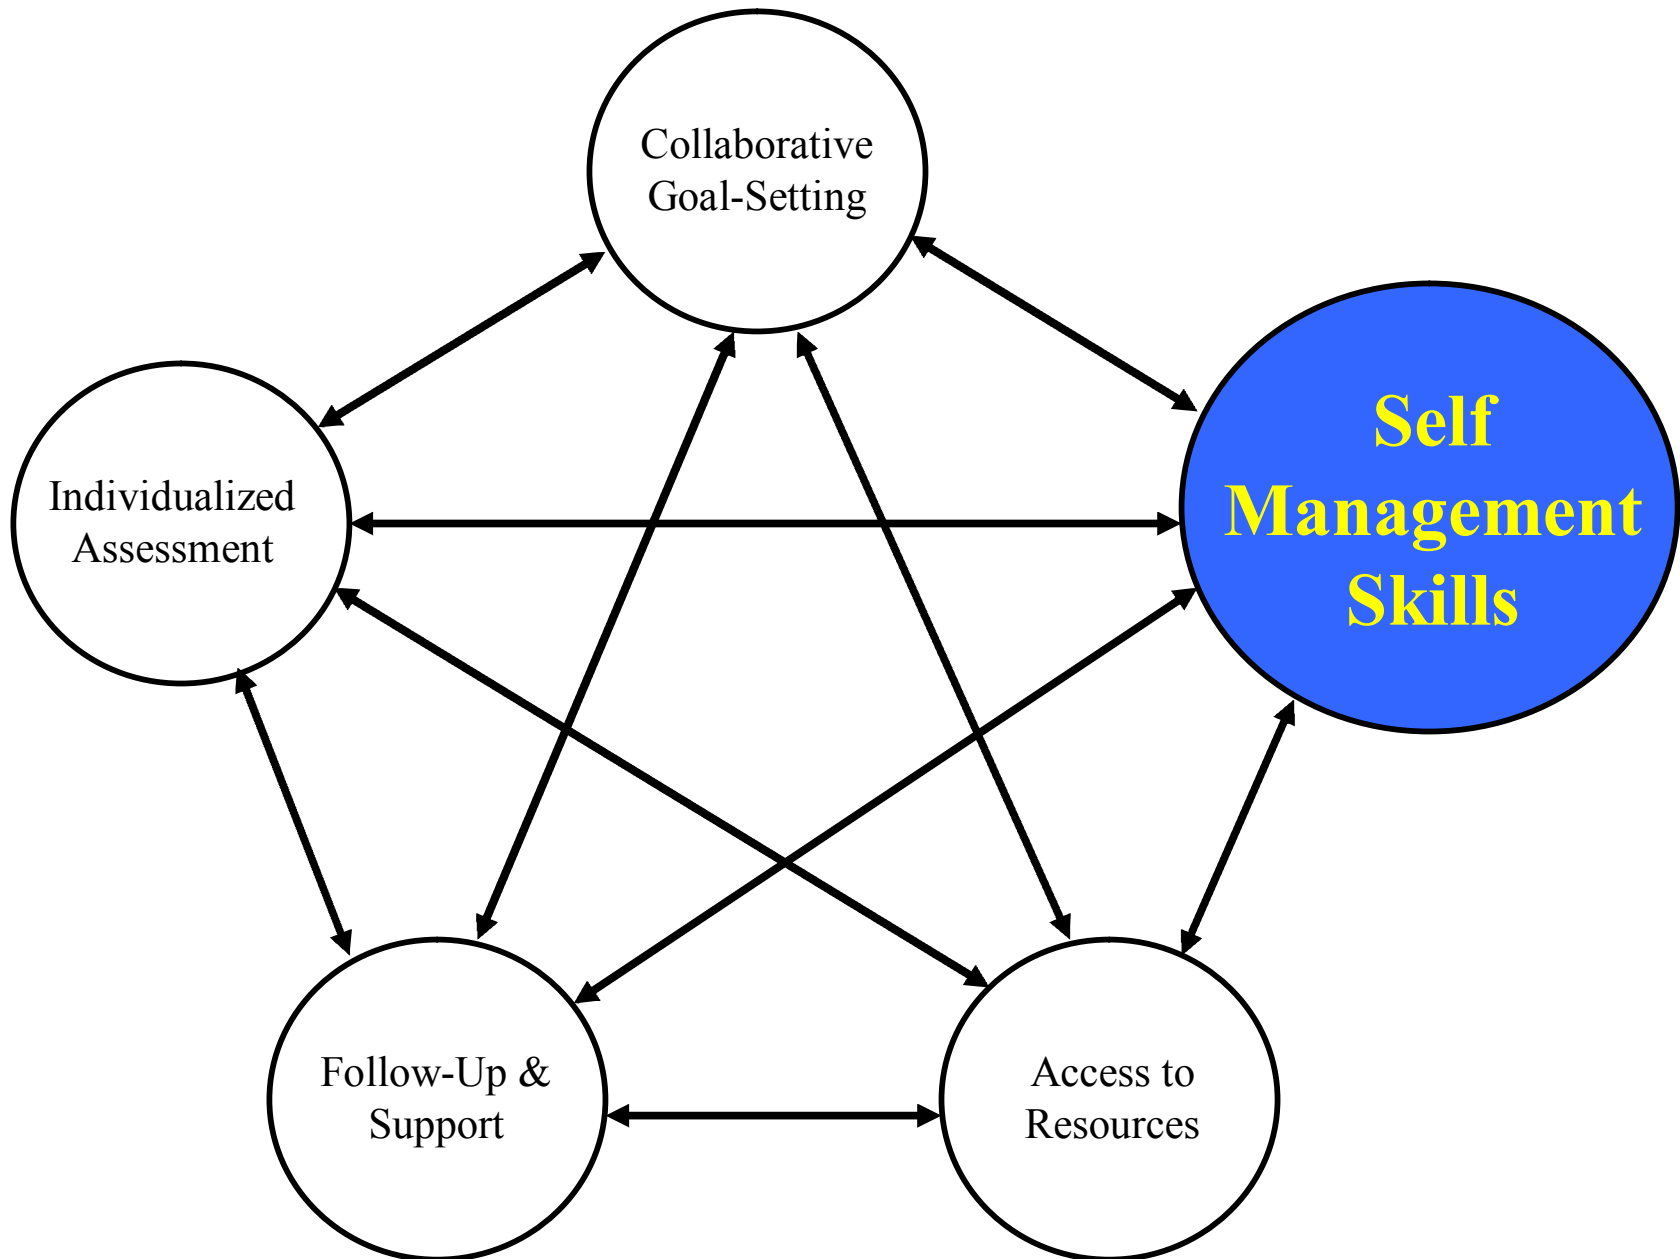 Collaborative
Goal-Setting
Self
Management
Skills
Individualized
Assessment
Follow-Up &
Support
Access to
Resources